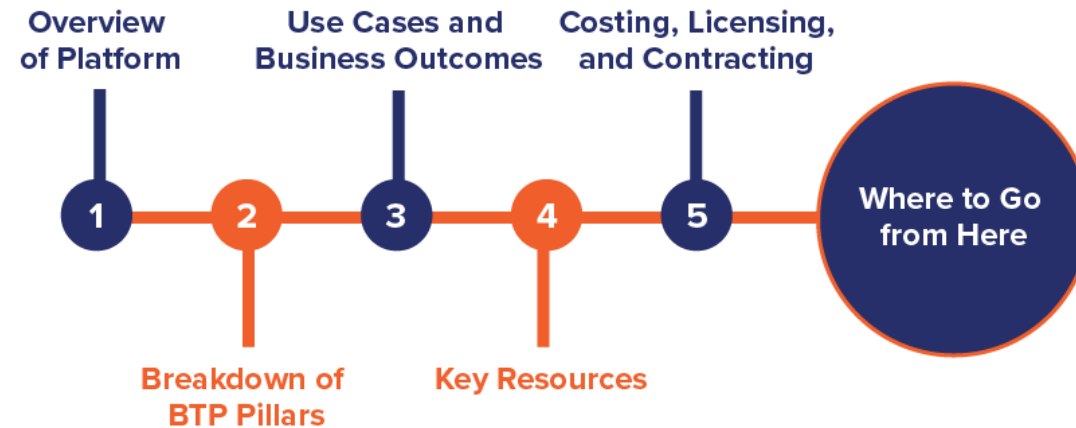 Overview
of Platform
Use Cases and
Business Outcomes
Costing, Licensing,
and Contracting
1
2
3
4
5
Where to Go
from Here
Breakdown of
BTP Pillars
Key Resources